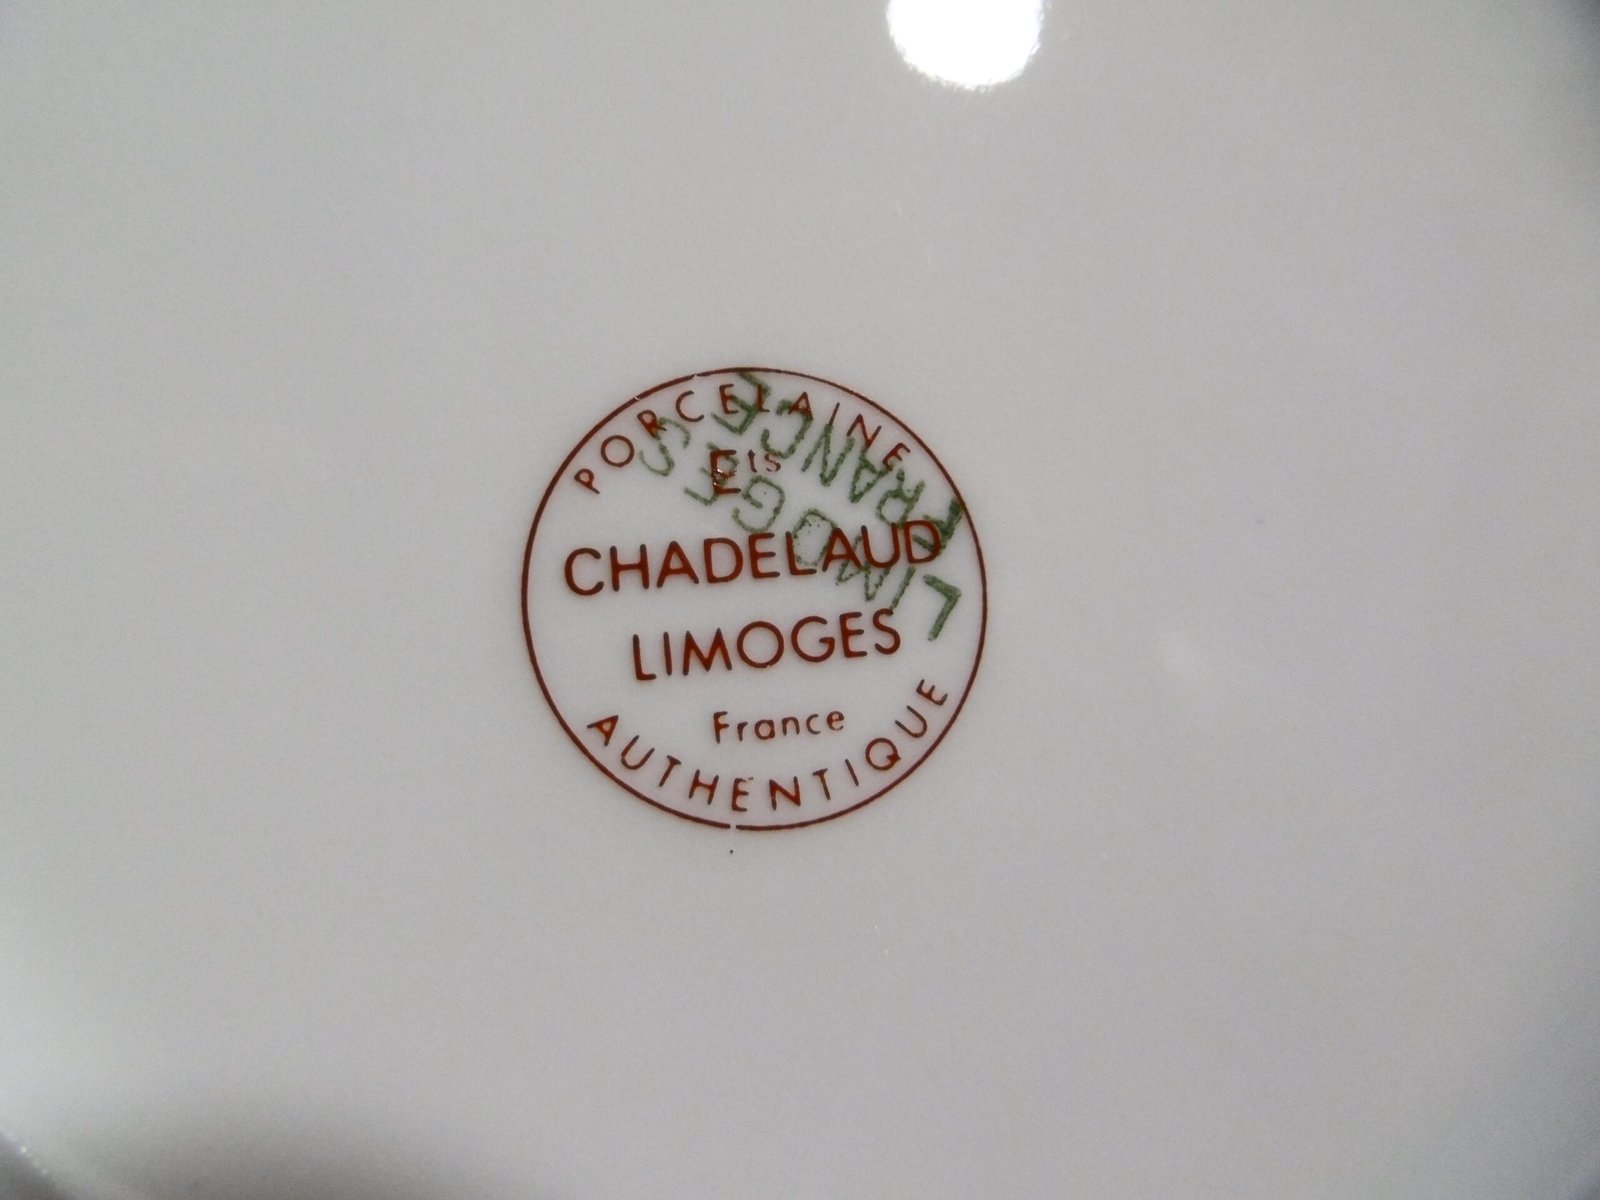 PORCELAINE
Ets
CHADELAUD
LIMOGES
France
AUTHENTIQUE
LIMOGES
FRANCE